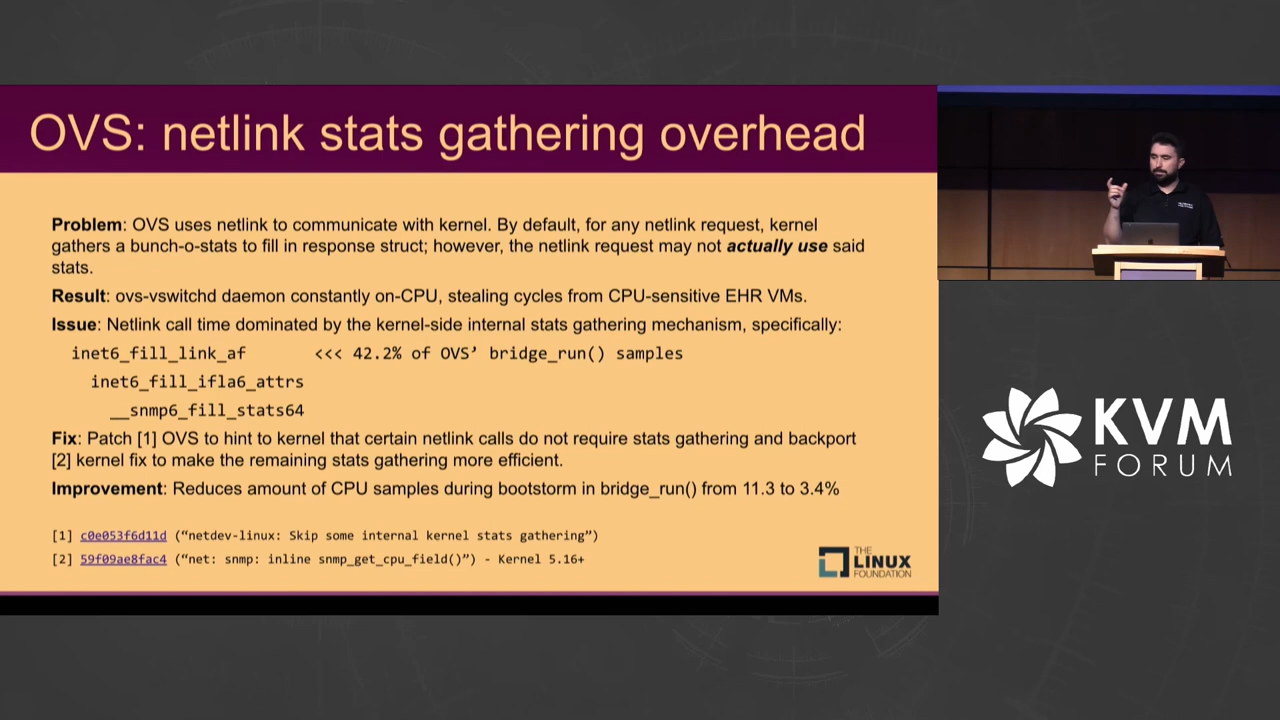 OVS: netlink stats gathering overhead
Problem: OVS uses netlink to communicate with kernel. By default, for any netlink request, kernel
gathers a bunch-o-stats to fill in response struct; however, the netlink request may not actually use said
stats.
Result: ovs-vswitchd daemon constantly on-CPU, stealing cycles from CPU-sensitive EHR VMs.
Issue: Netlink call time dominated by the kernel-side internal stats gathering mechanism, specifically:
inet6_fill_link_af <<< 42.2% of OVS’ bridge_run() samples
inet6_fill_ifla6_attrs
__snmp6_fill_stats64
Fix: Patch [1] OVS to hint to kernel that certain netlink calls do not require stats gathering and backport
[2] kernel fix to make the remaining stats gathering more efficient.
Improvement: Reduces amount of CPU samples during bootstorm in bridge_run() from 11.3 to 3.4%
[1] c0e053f6d11d (“netdev-linux: Skip some internal kernel stats gathering”)
[2] 59f09ae8fac4 (“net: snmp: inline snmp_get_cpu_field()”) - Kernel 5.16+
THE
LINUX
FOUNDATION
KVM
FORUM